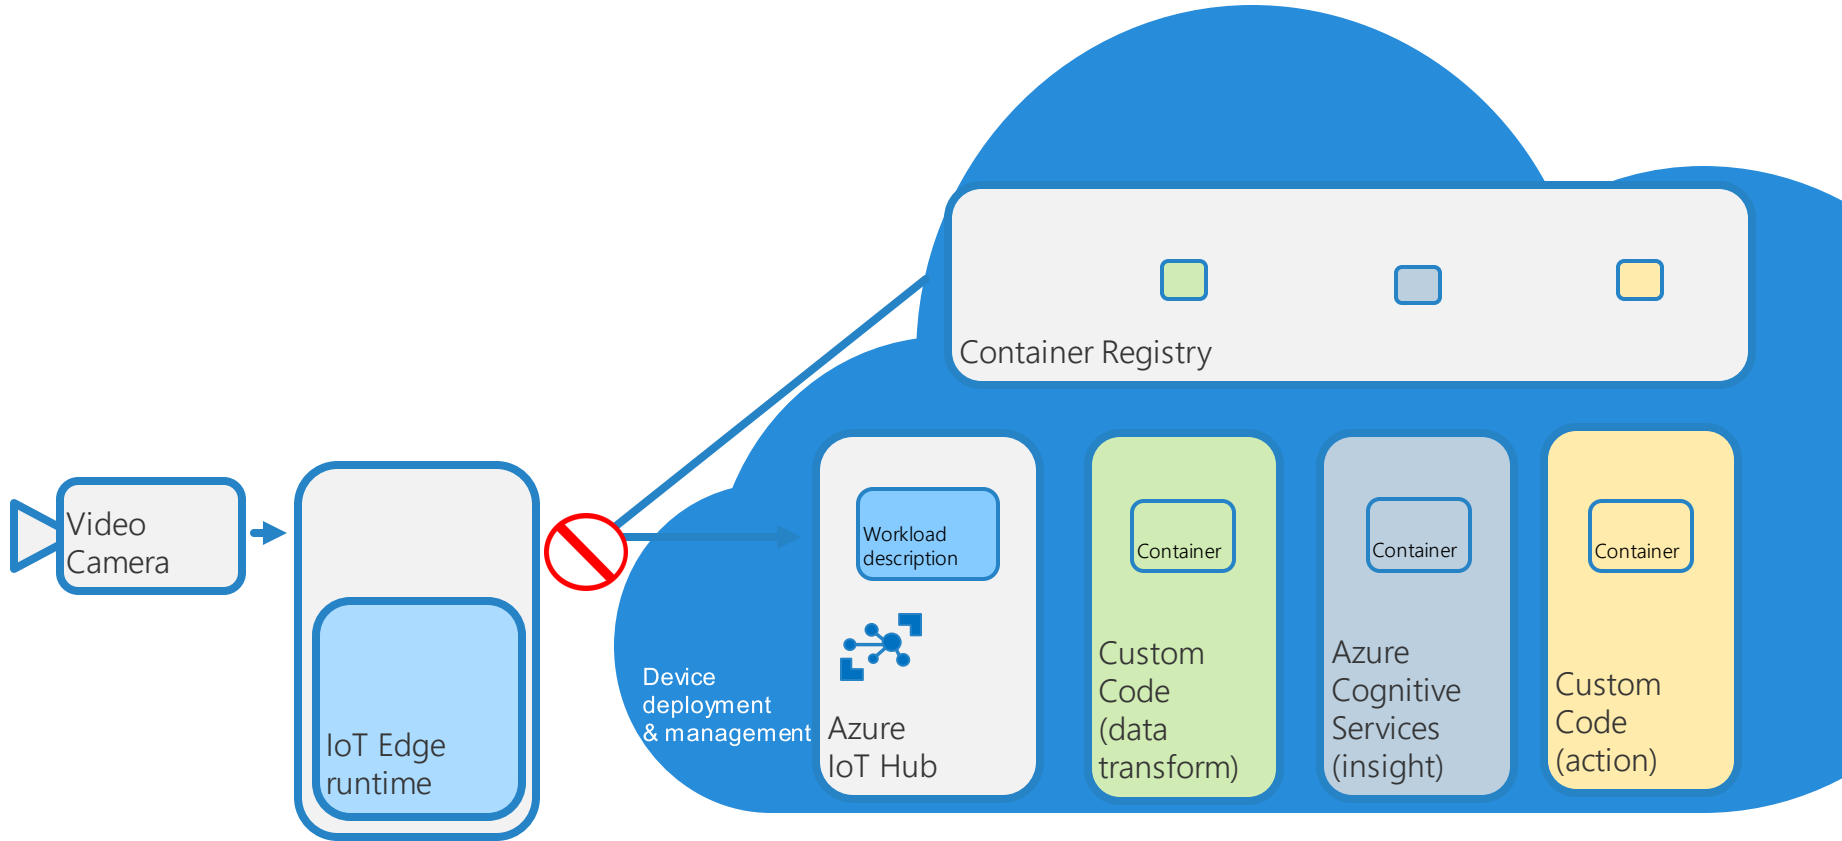 Container Registry
Video
Camera
IoT Edge
runtime
Device
deployment
& management
Workload
description
Azure
IoT Hub
Container
Custom
Code
(data
transform)
Container
Azure
Cognitive
Services
(insight)
Container
Custom
Code
(action)